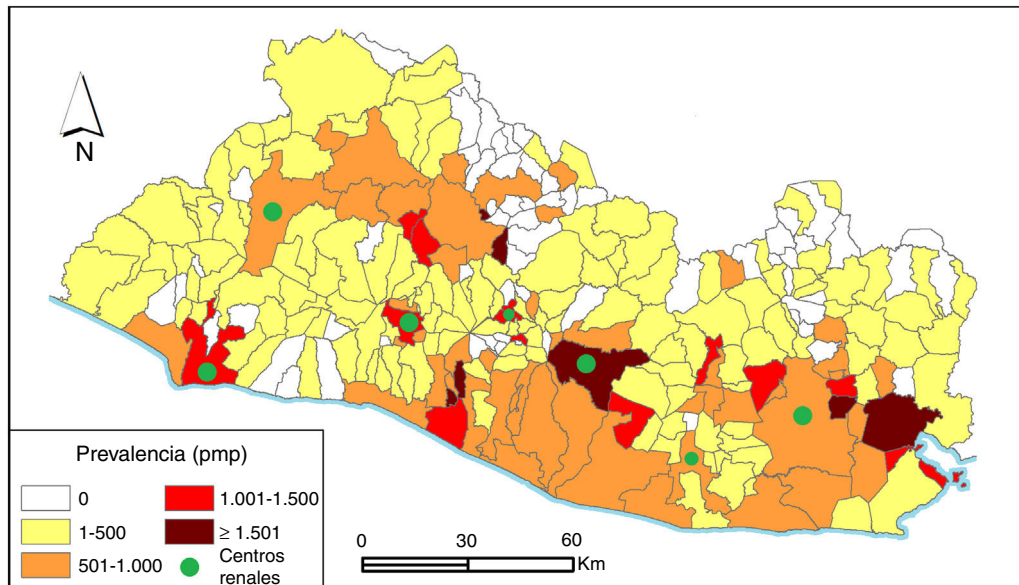 N
Prevalencia (pmp)
0
1-500
501-1.000
1.001-1.500
≥ 1.501
Centros
renales
0 30 60
Km